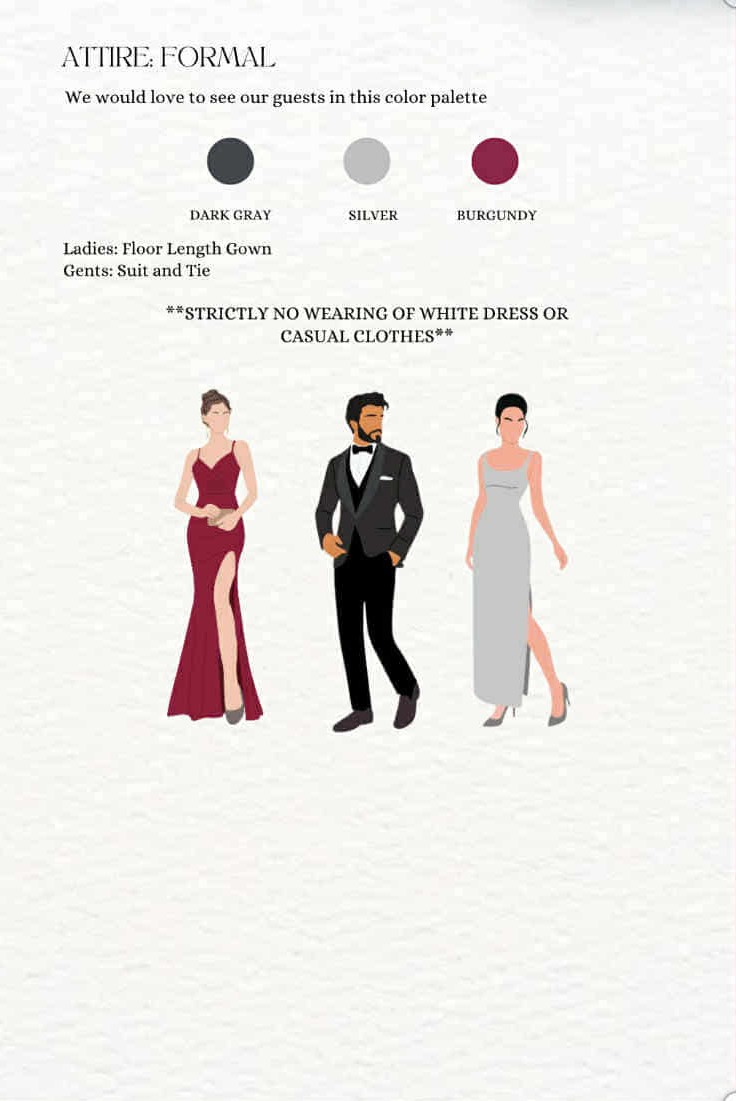 ATTIRE: FORMAL
We would love to see our guests in this color palette
DARK GRAY SILVER BURGUNDY
Ladies: Floor Length Gown
Gents: Suit and Tie
**STRICTLY NO WEARING OF WHITE DRESS OR
CASUAL CLOTHES**